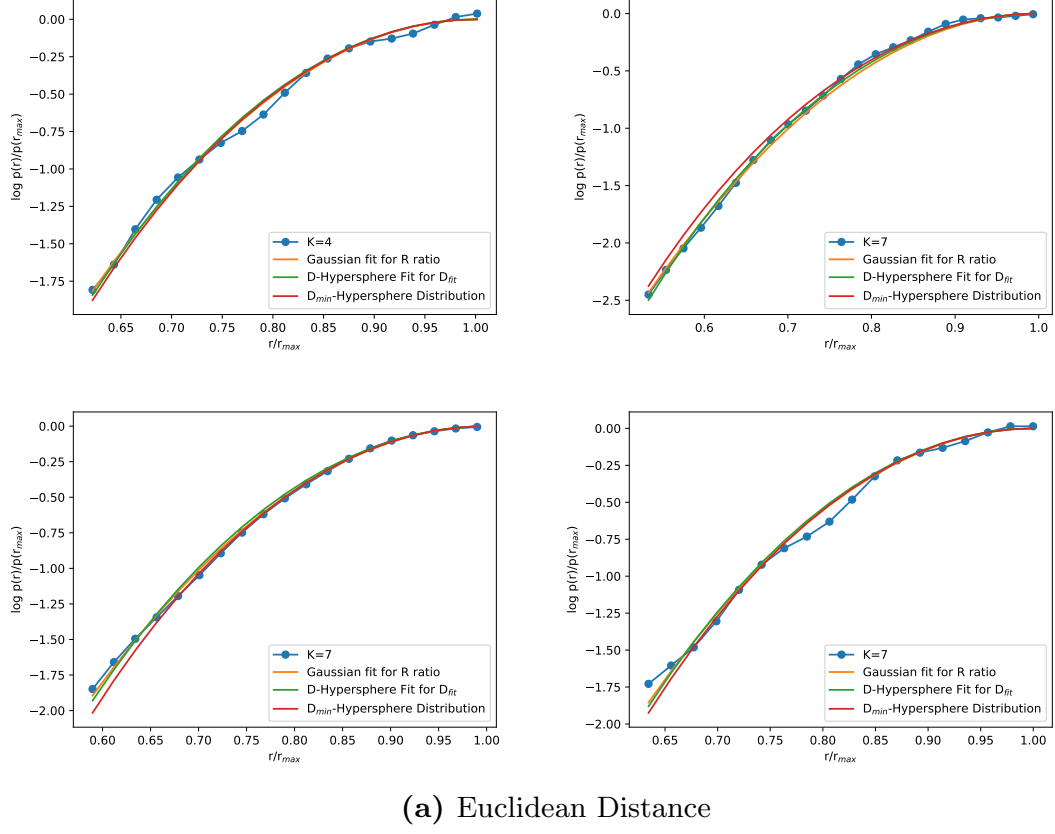 0.00
−0.25
−0.50
−0.75
−1.00
−1.25
−1.50
−1.75
log p(r)/p(r_max)
0.65 0.70 0.75 0.80 0.85 0.90 0.95 1.00
r/r_max
K=4
Gaussian fit for R ratio
D-Hypersphere Fit for D_fit
D_min-Hypersphere Distribution
0.0
−0.5
−1.0
−1.5
−2.0
−2.5
log p(r)/p(r_max)
0.6 0.7 0.8 0.9 1.0
r/r_max
K=7
Gaussian fit for R ratio
D-Hypersphere Fit for D_fit
D_min-Hypersphere Distribution
0.00
−0.25
−0.50
−0.75
−1.00
−1.25
−1.50
−1.75
−2.00
log p(r)/p(r_max)
0.60 0.65 0.70 0.75 0.80 0.85 0.90 0.95 1.00
r/r_max
K=7
Gaussian fit for R ratio
D-Hypersphere Fit for D_fit
D_min-Hypersphere Distribution
0.00
−0.25
−0.50
−0.75
−1.00
−1.25
−1.50
−1.75
−2.00
log p(r)/p(r_max)
0.65 0.70 0.75 0.80 0.85 0.90 0.95 1.00
r/r_max
K=7
Gaussian fit for R ratio
D-Hypersphere Fit for D_fit
D_min-Hypersphere Distribution
(a) Euclidean Distance